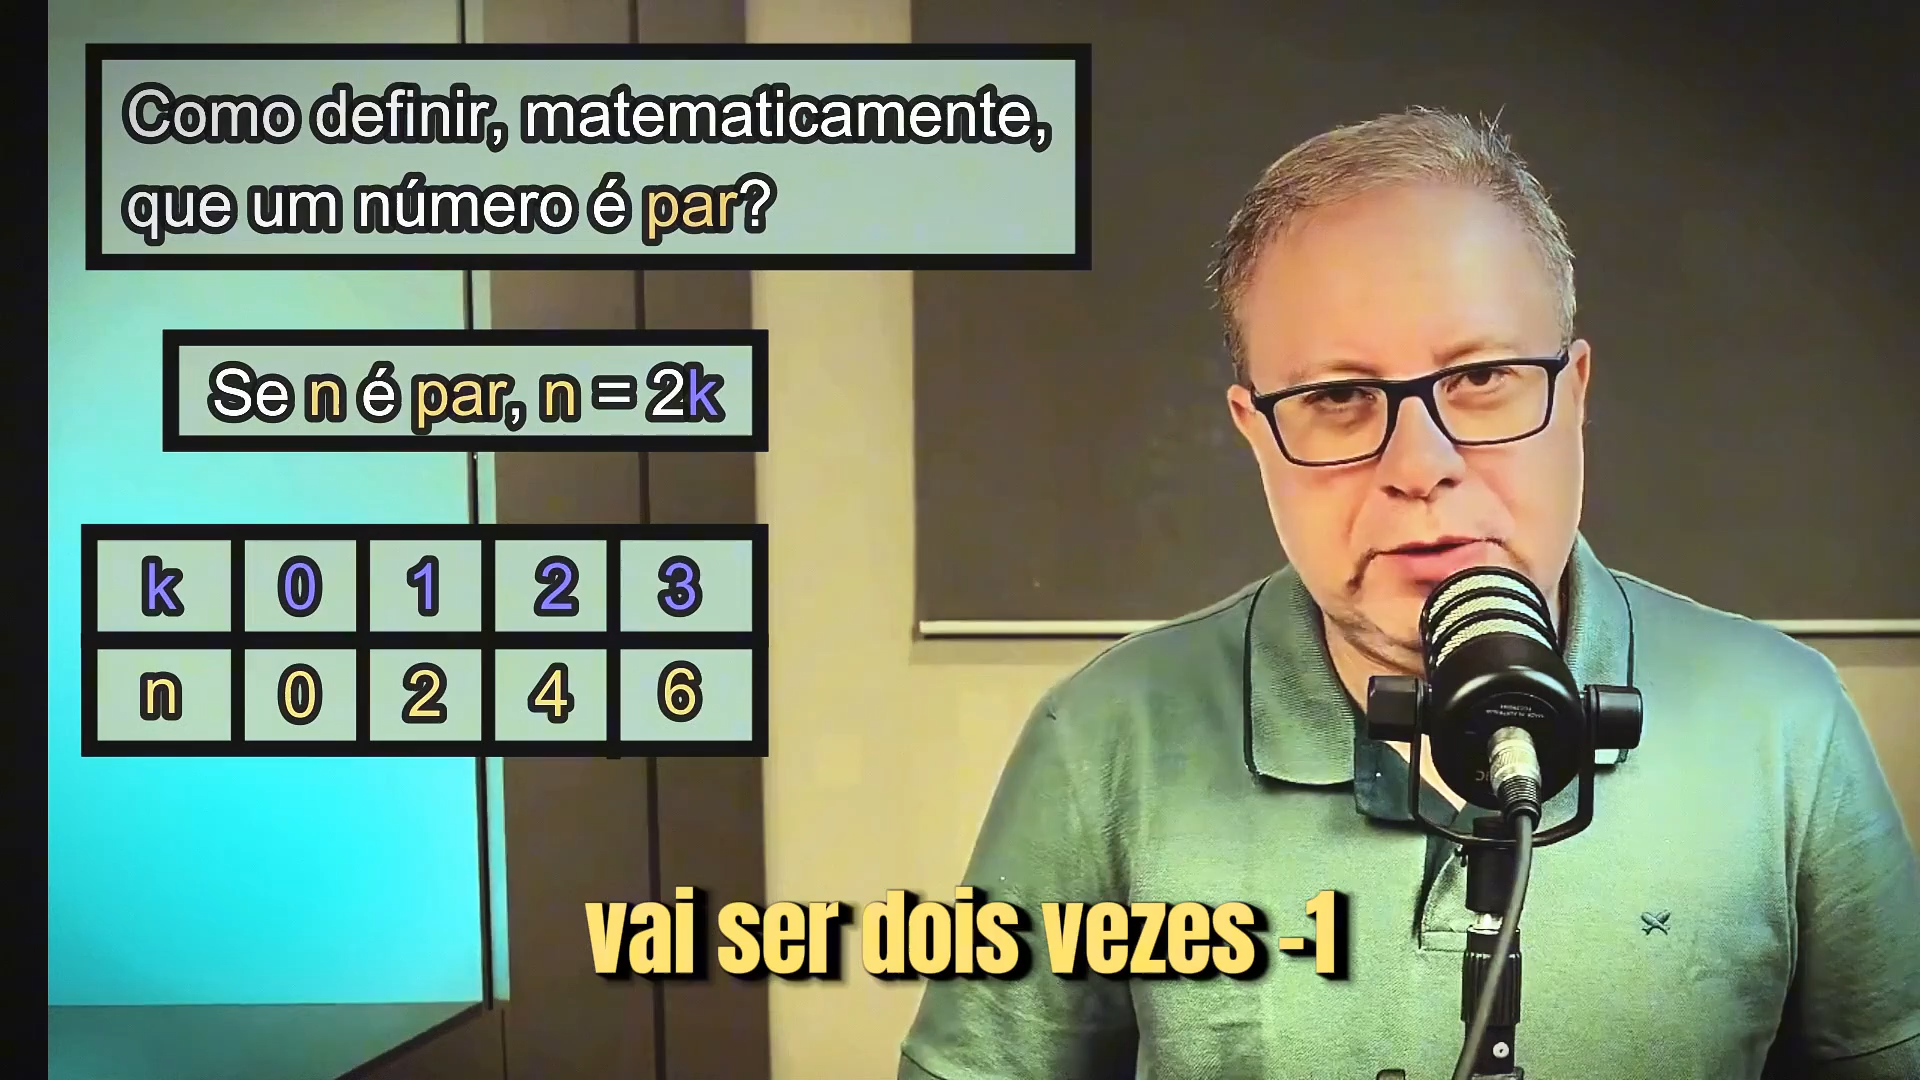 Como definir, matematicamente,
que um número é par?
Se n é par, n = 2k
k 0 1 2 3
n 0 2 4 6
vai ser dois vezes -1